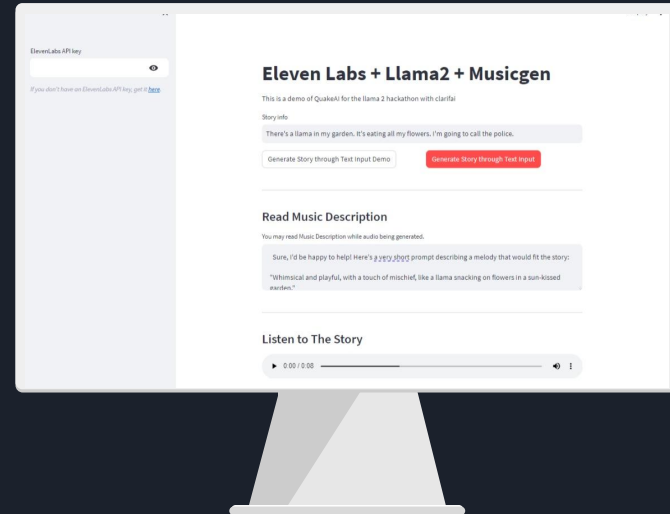 ElevenLabs API key
If you don't have an ElevenLabs API key, get it here.
Eleven Labs + Llama2 + Musicgen
This is a demo of QuakeAI for the llama 2 hackathon with clarifai
Story info
There's a llama in my garden. It's eating all my flowers. I'm going to call the police.
Generate Story through Text Input Demo
Generate Story through Text Input
Read Music Description
You may read Music Description while audio being generated.
Sure, I'd be happy to help! Here's a very short prompt describing a melody that would fit the story:
"Whimsical and playful, with a touch of mischief, like a llama snacking on flowers in a sun-kissed
garden."
Listen to The Story
0:00 / 0:08